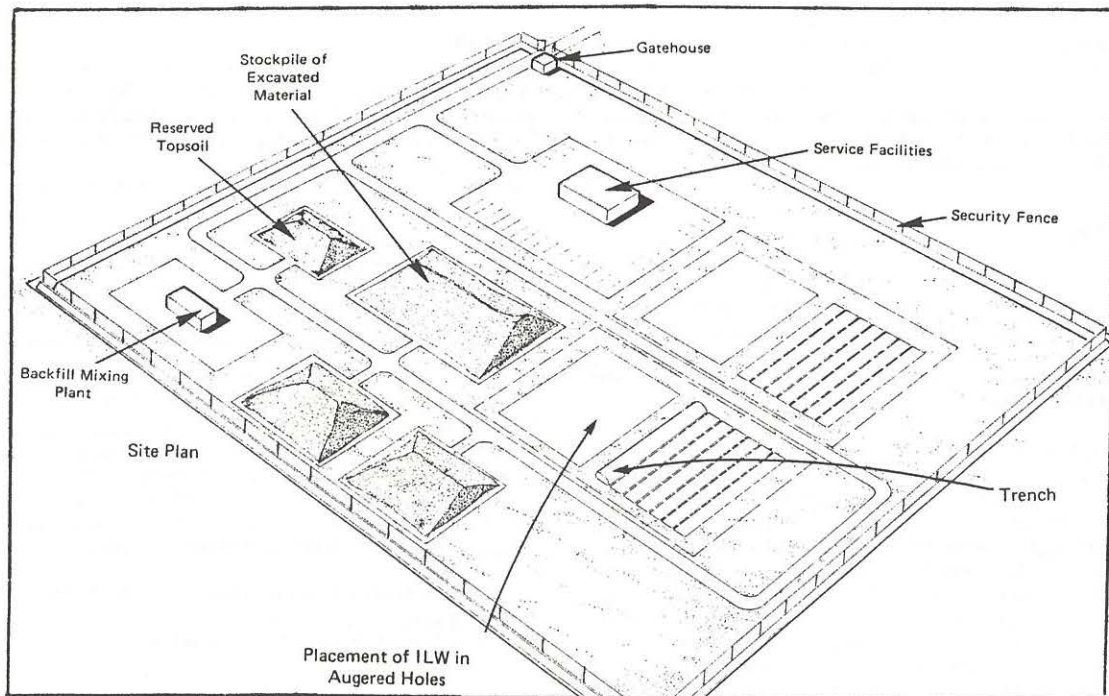 Gatehouse
Stockpile of
Excavated
Material
Reserved
Topsoil
Service Facilities
Security Fence
Backfill Mixing
Plant
Site Plan
Trench
Placement of ILW in
Augered Holes